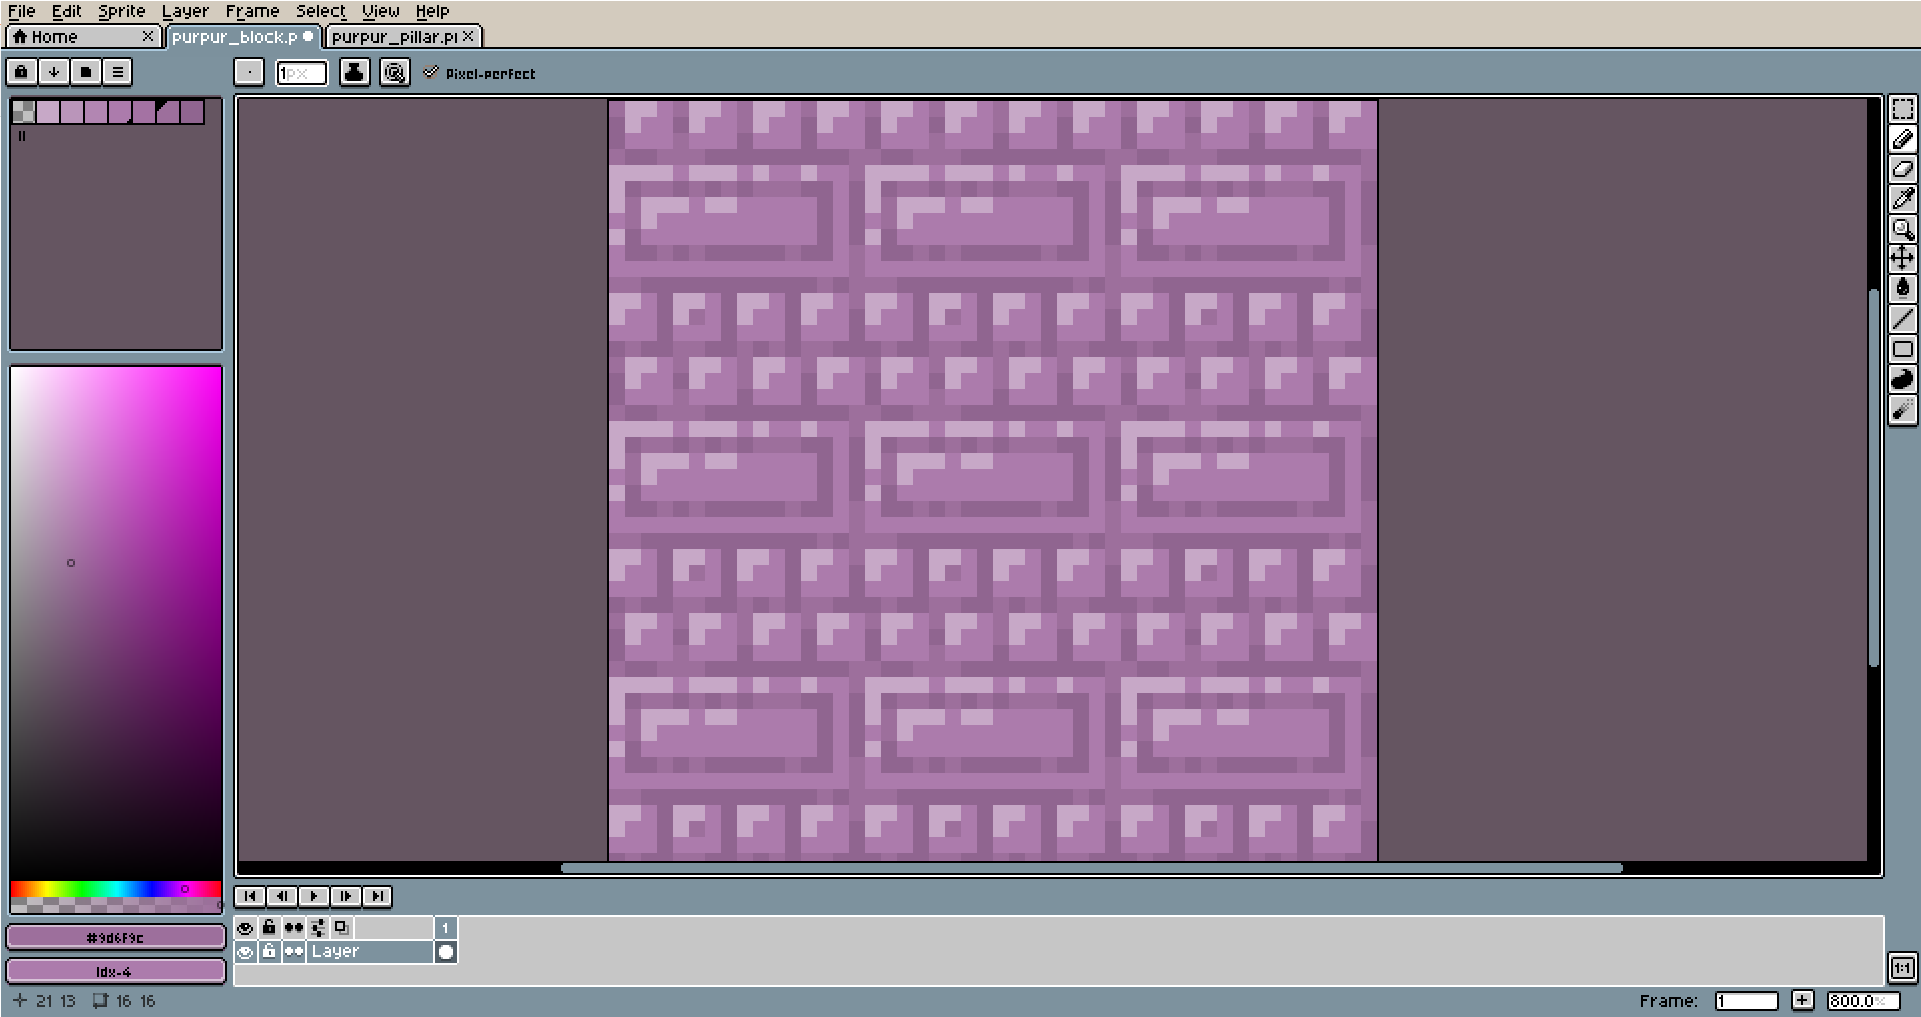 File Edit Sprite Layer Frame Select View Help
Home purpur_block.p purpur_pillar.pi
1px Pixel-perfect
#9d6f9c
1
Layer
Idx-4
21 13 16 16 Frame: 1 800.0%
1:1